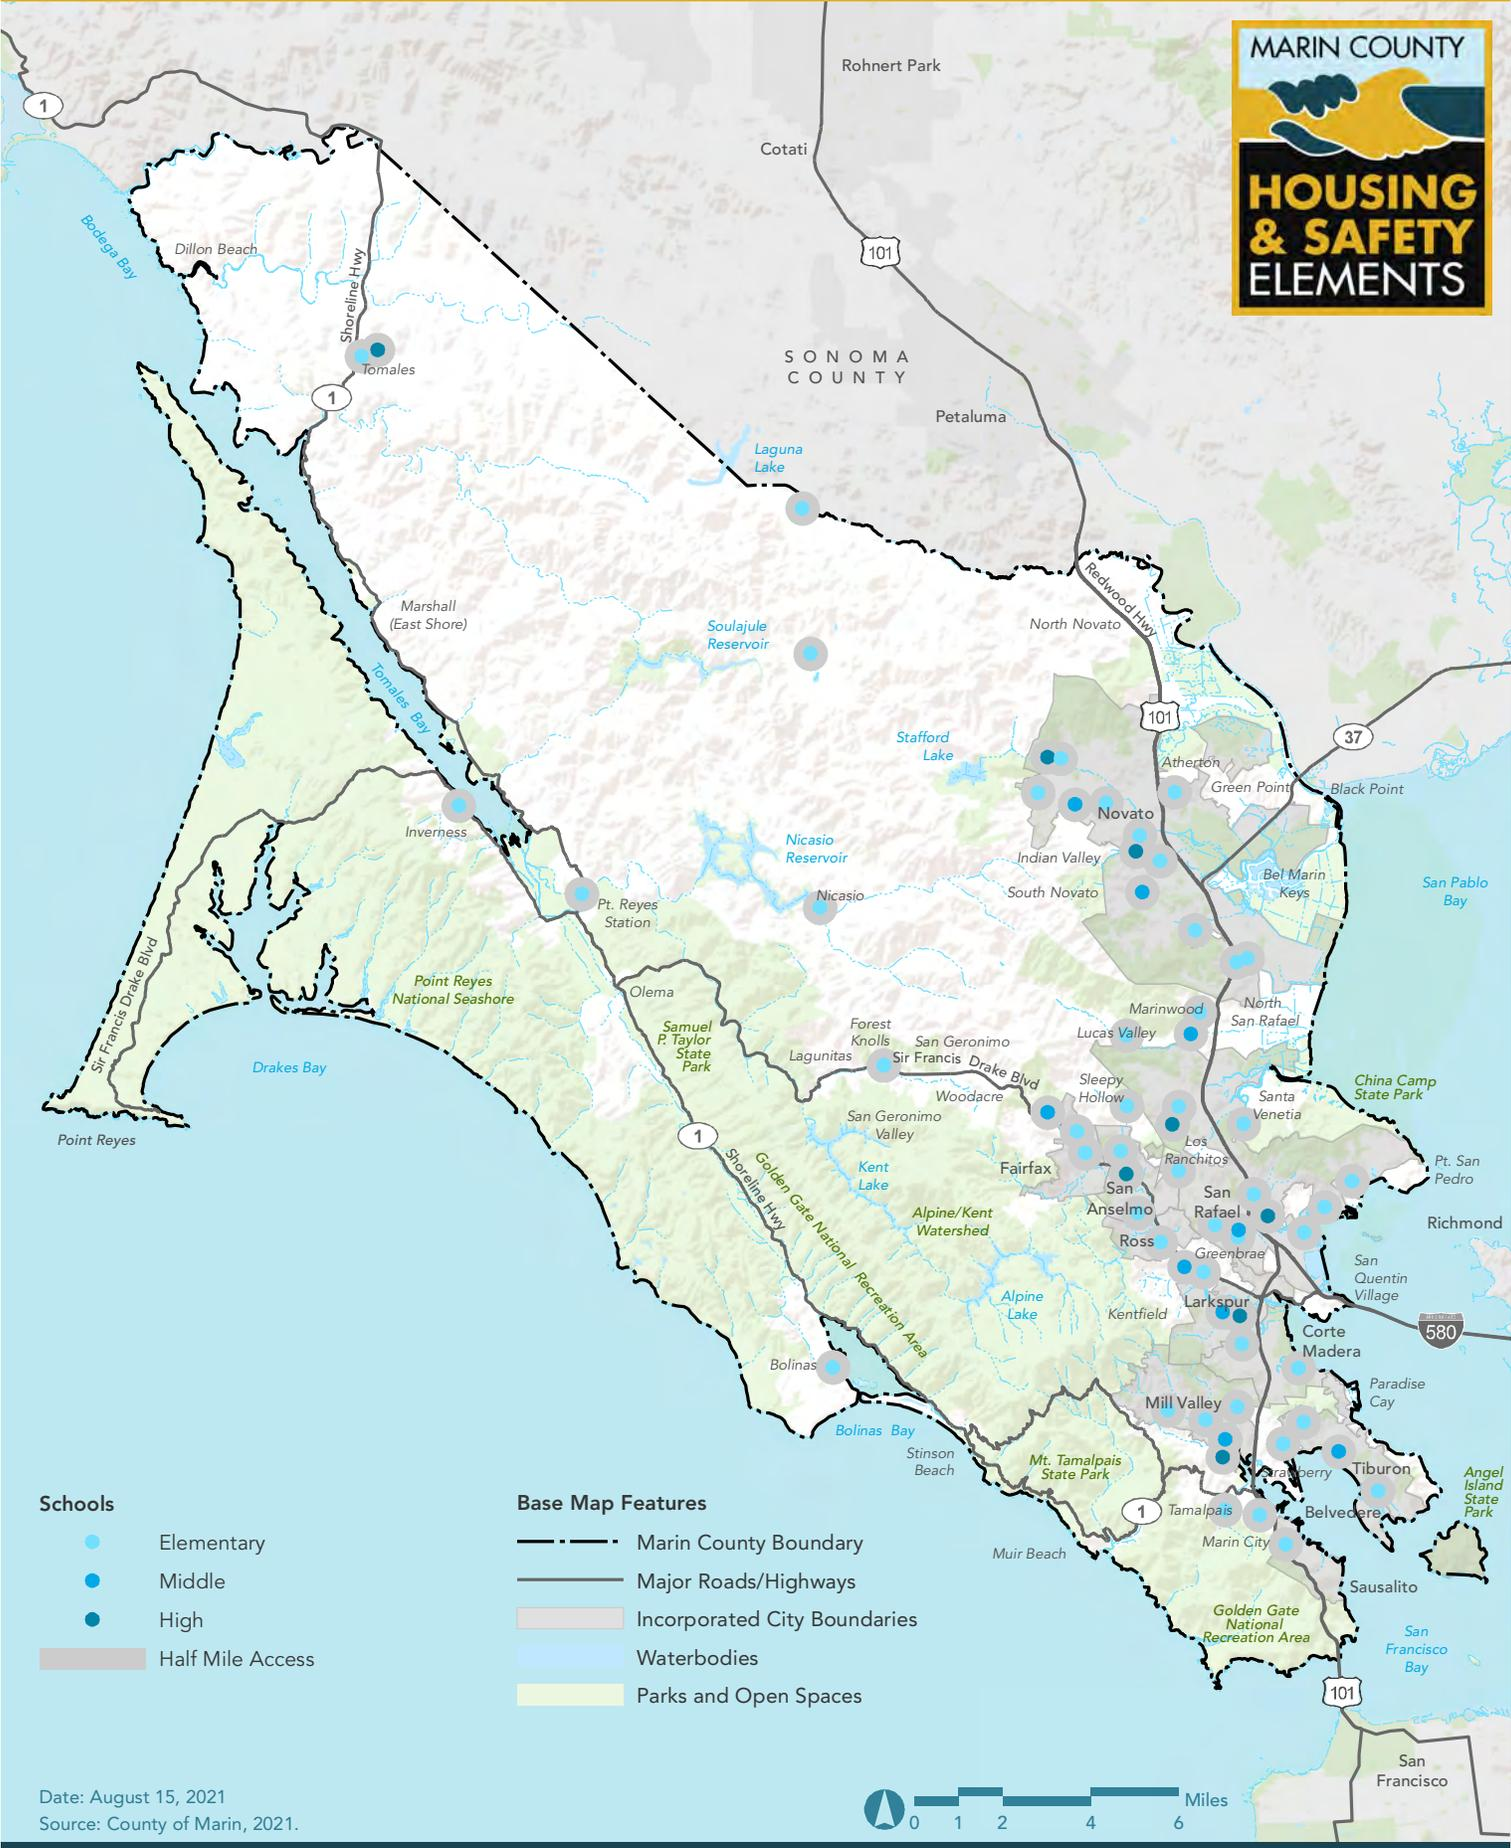 MARIN COUNTY
HOUSING
& SAFETY
ELEMENTS
Rohnert Park
1
Cotati
101
Bodega Bay
Dillon Beach
Shoreline Hwy
SONOMA
COUNTY
Tomales
1
Petaluma
Laguna
Lake
Redwood Hwy
Marshall
(East Shore)
Soulajule
Reservoir
North Novato
Tomales Bay
101
37
Stafford
Lake
Atherton
Green Point
Black Point
Novato
Inverness
Nicasio
Reservoir
Indian Valley
Bel Marin
Keys
San Pablo
Bay
South Novato
Nicasio
Pt. Reyes
Station
Sir Francis Drake Blvd
Point Reyes
National Seashore
Olema
Marinwood
North
San Rafael
Samuel
P. Taylor
State
Park
Forest
Knolls
Lucas Valley
Lagunitas
San Geronimo
Sir Francis Drake Blvd
Drakes Bay
Sleepy
Hollow
China Camp
State Park
Woodacre
Santa
Venetia
San Geronimo
Valley
Point Reyes
1
Los
Ranchitos
Shoreline Hwy
Golden Gate National Recreation Area
Kent
Lake
Fairfax
Pt. San
Pedro
San
Anselmo
San
Rafael
Alpine/Kent
Watershed
Richmond
Ross
Greenbrae
San
Quentin
Village
Alpine
Lake
Larkspur
Kentfield
580
Corte
Madera
Bolinas
Paradise
Cay
Mill Valley
Bolinas Bay
Stinson
Beach
Mt. Tamalpais
State Park
Strawberry
Tiburon
Angel
Island
State
Park
1
Tamalpais
Belvedere
Marin City
Muir Beach
Sausalito
Golden Gate
National
Recreation Area
San
Francisco
Bay
101
San
Francisco
Schools
Elementary
Middle
High
Half Mile Access
Base Map Features
Marin County Boundary
Major Roads/Highways
Incorporated City Boundaries
Waterbodies
Parks and Open Spaces
Date: August 15, 2021
Source: County of Marin, 2021.
0 1 2 4 6
Miles